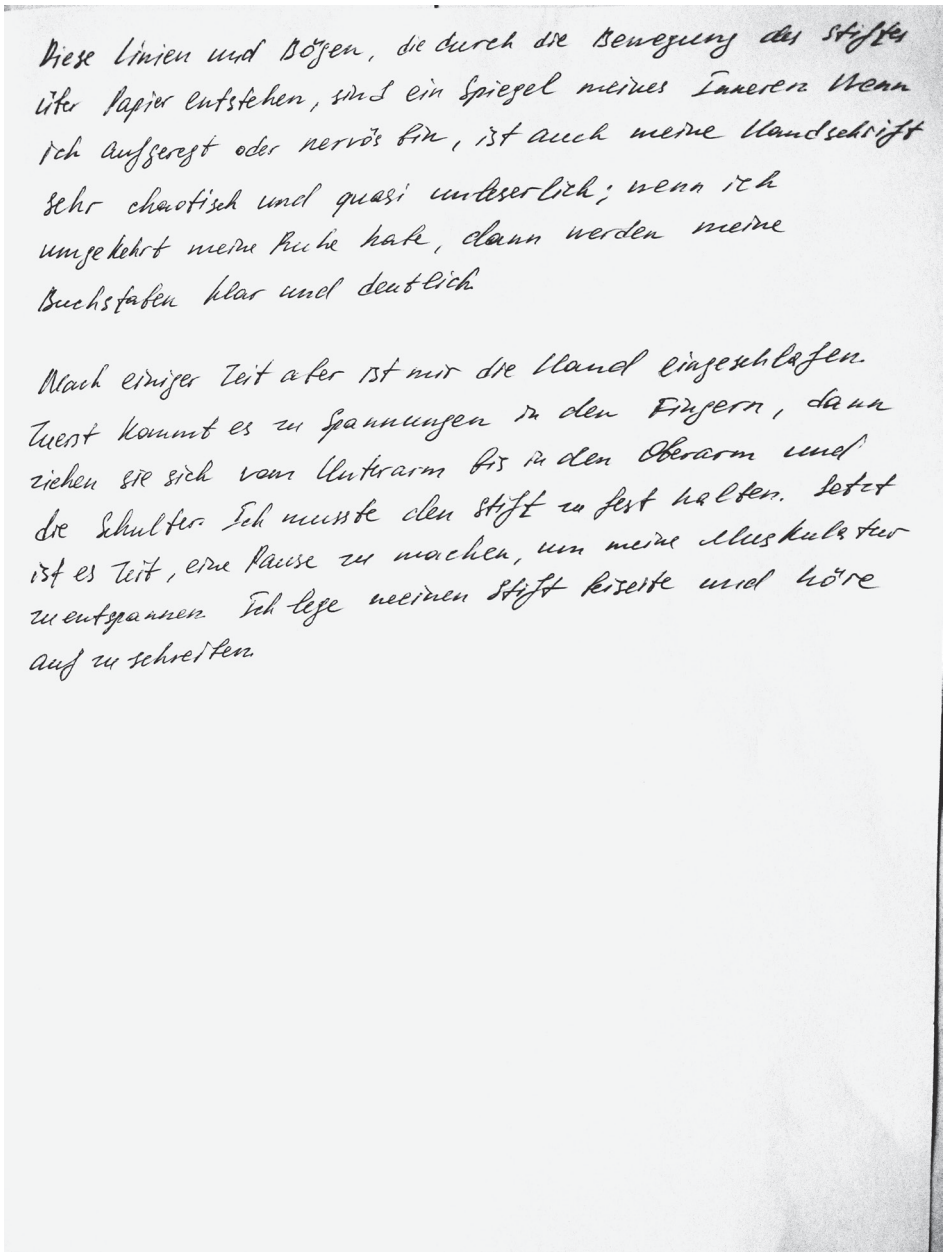 Diese Linien und Bögen, die durch die Bewegung des Stiftes
über Papier entstehen, sind ein Spiegel meines Inneren. Wenn
ich aufgeregt oder nervös bin, ist auch meine Handschrift
sehr chaotisch und quasi unleserlich; wenn ich
umgekehrt meine Ruhe habe, dann werden meine
Buchstaben klar und deutlich.
Nach einiger Zeit aber ist mir die Hand eingeschlafen.
Zuerst kommt es zu Spannungen in den Fingern, dann
ziehen sie sich vom Unterarm bis in den Oberarm und
die Schulter. Ich musste den Stift zu fest halten. Jetzt
ist es Zeit, eine Pause zu machen, um meine Muskulatur
zu entspannen. Ich lege meinen Stift beiseite und höre
auf zu schreiben.